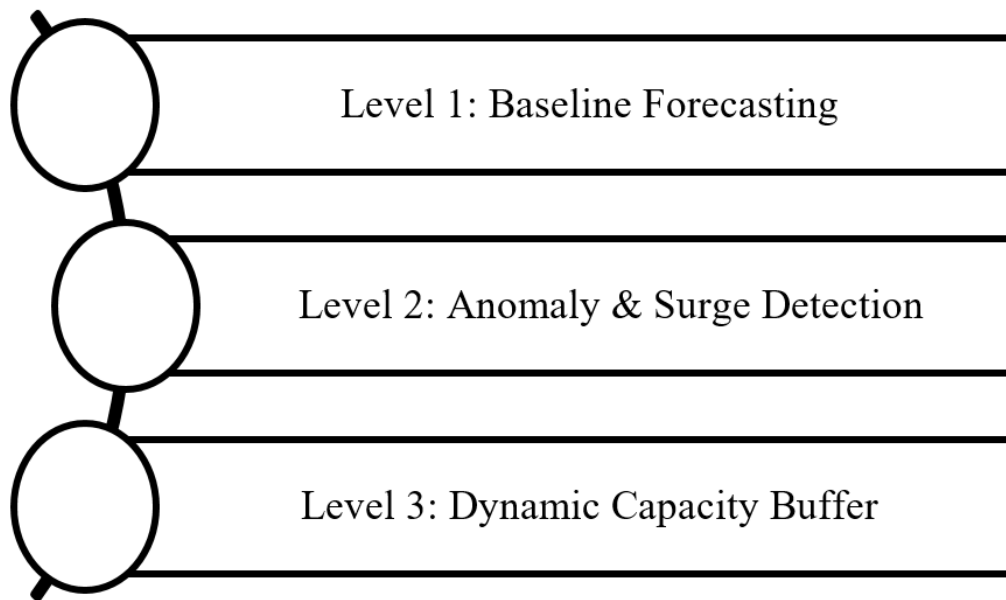 Level 1: Baseline Forecasting
Level 2: Anomaly & Surge Detection
Level 3: Dynamic Capacity Buffer